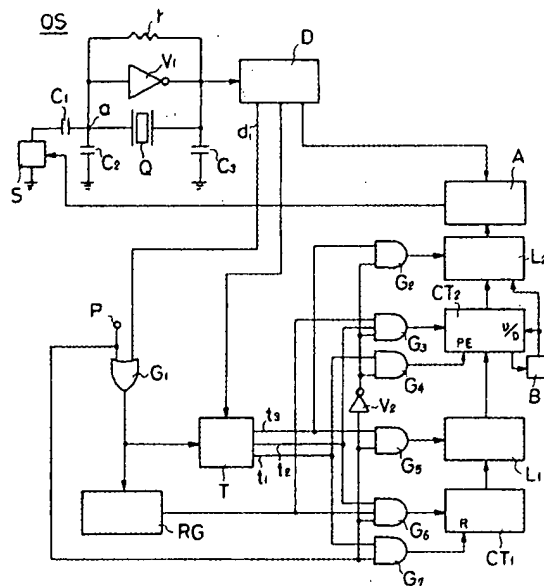 OS
r
V₁
D
C₁
a
d₁
S
C₂
Q
C₃
A
L₂
G₂
CT₂
P
G₃
PE
U/D
G₁
G₄
B
V₂
t₃
t₂
t₁
T
G₅
L₁
RG
G₆
R
CT₁
G₇